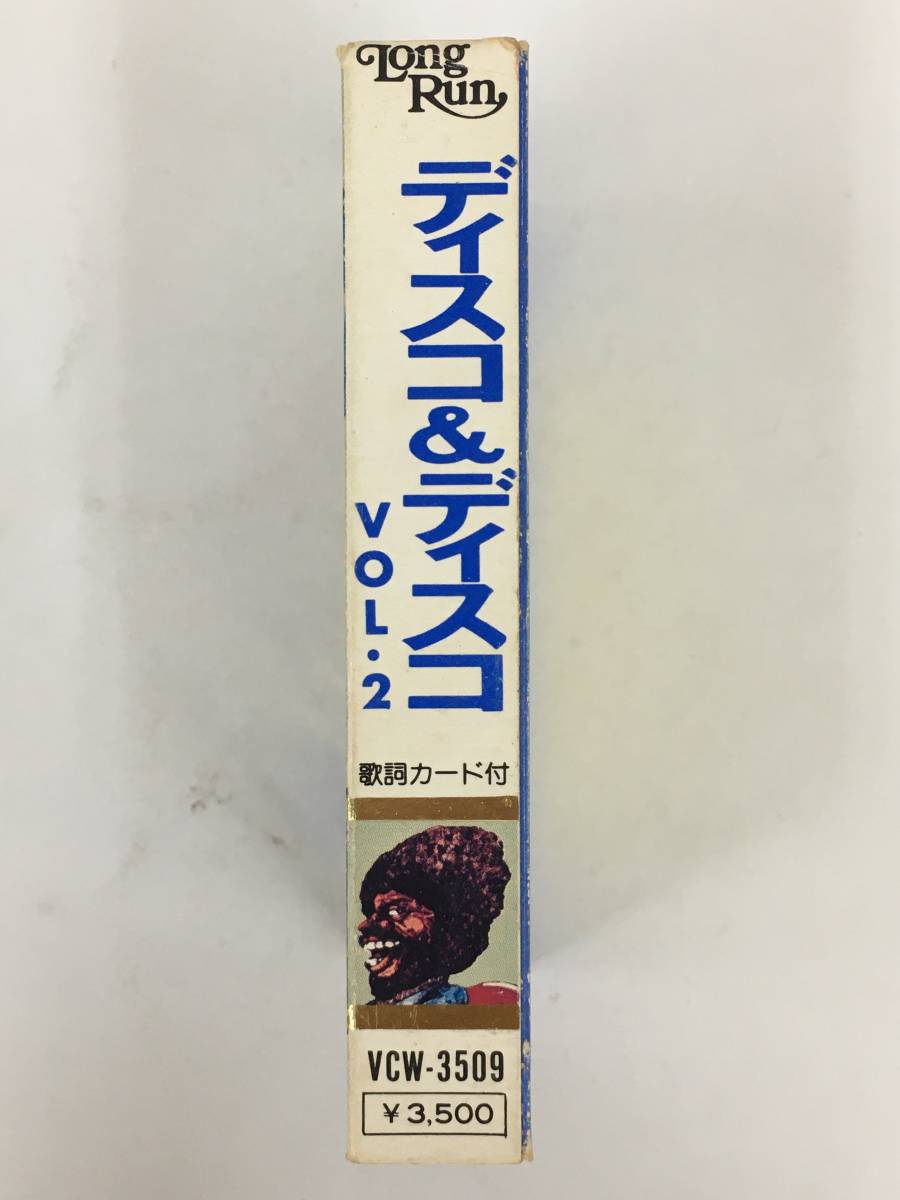 Long
Run
ディスコ&ディスコ
VOL.2
歌詞カード付
VCW-3509
¥3,500